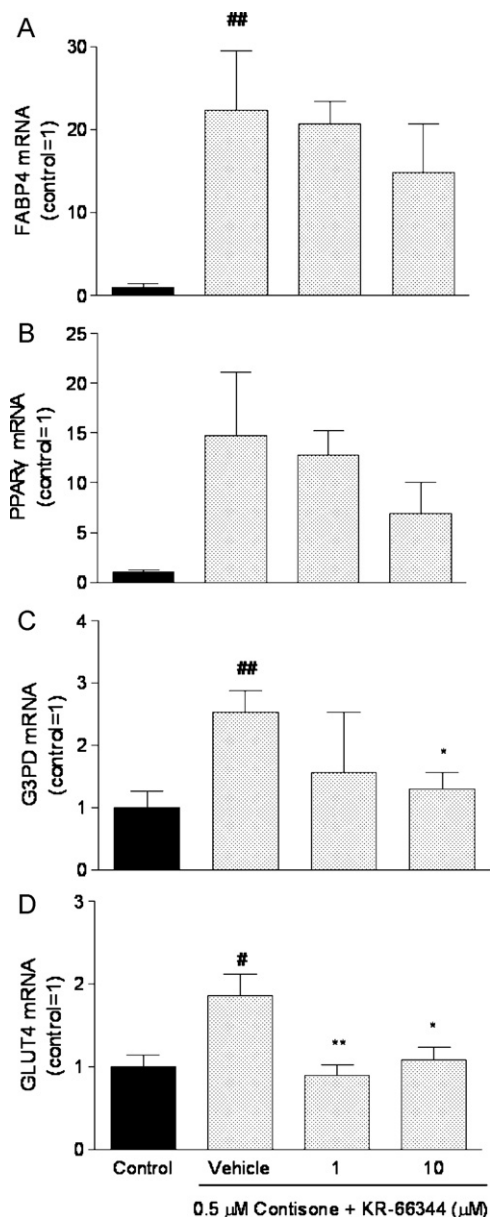 A
##
30
20
10
0
FABP4 mRNA
(control=1)
B
25
20
15
10
5
0
PPARγ mRNA
(control=1)
C
4
3
2
1
0
##
*
G3PD mRNA
(control=1)
D
3
2
1
0
#
**
*
GLUT4 mRNA
(control=1)
Control Vehicle 1 10
0.5 µM Contisone + KR-66344 (µM)